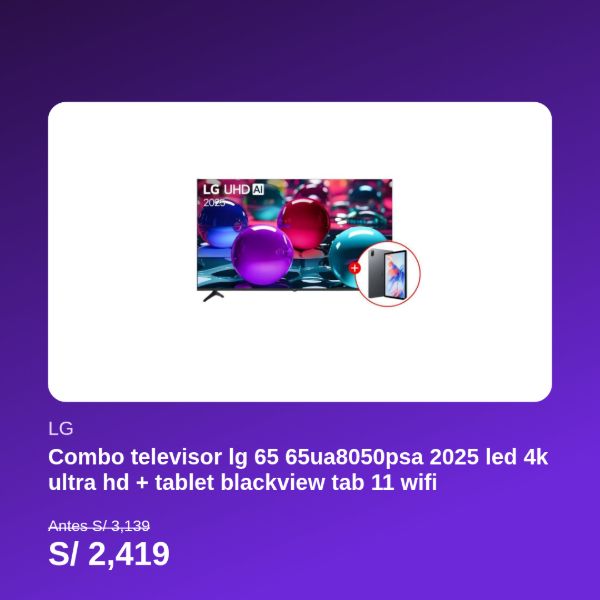 LG UHD AI
2025
LG
Combo televisor lg 65 65ua8050psa 2025 led 4k
ultra hd + tablet blackview tab 11 wifi
Antes S/ 3,139
S/ 2,419